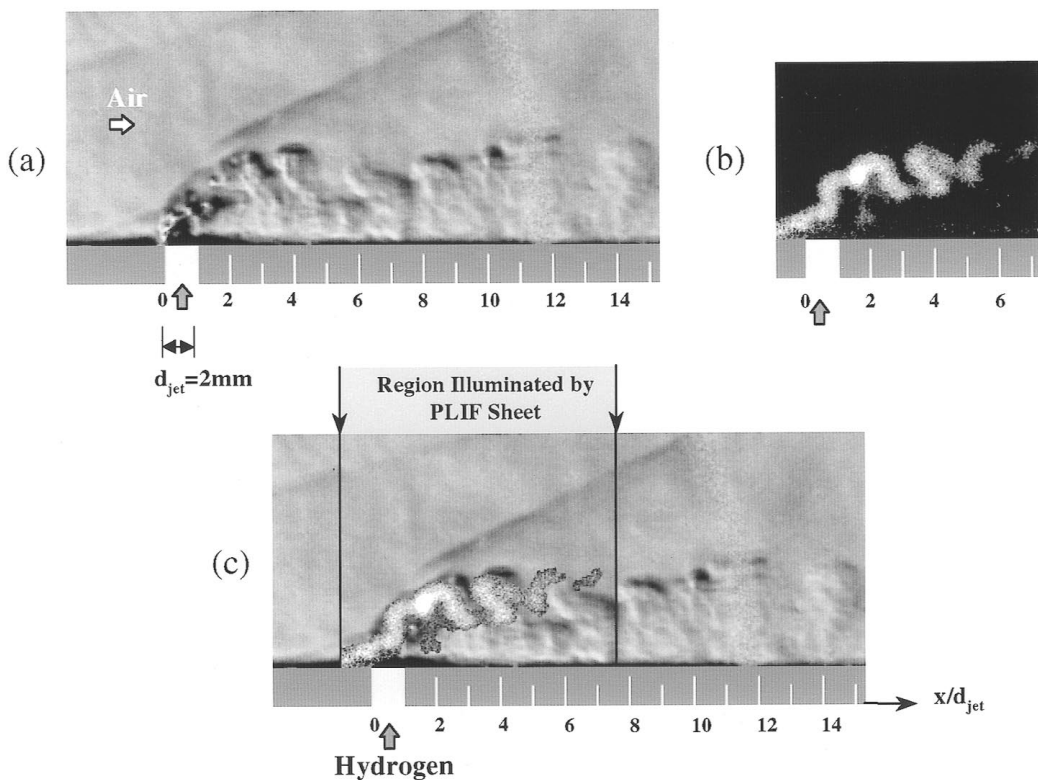 Air
(a)
0 2 4 6 8 10 12 14
d_jet=2mm
(b)
0 2 4 6
Region Illuminated by
PLIF Sheet
(c)
0 2 4 6 8 10 12 14
x/d_jet
Hydrogen